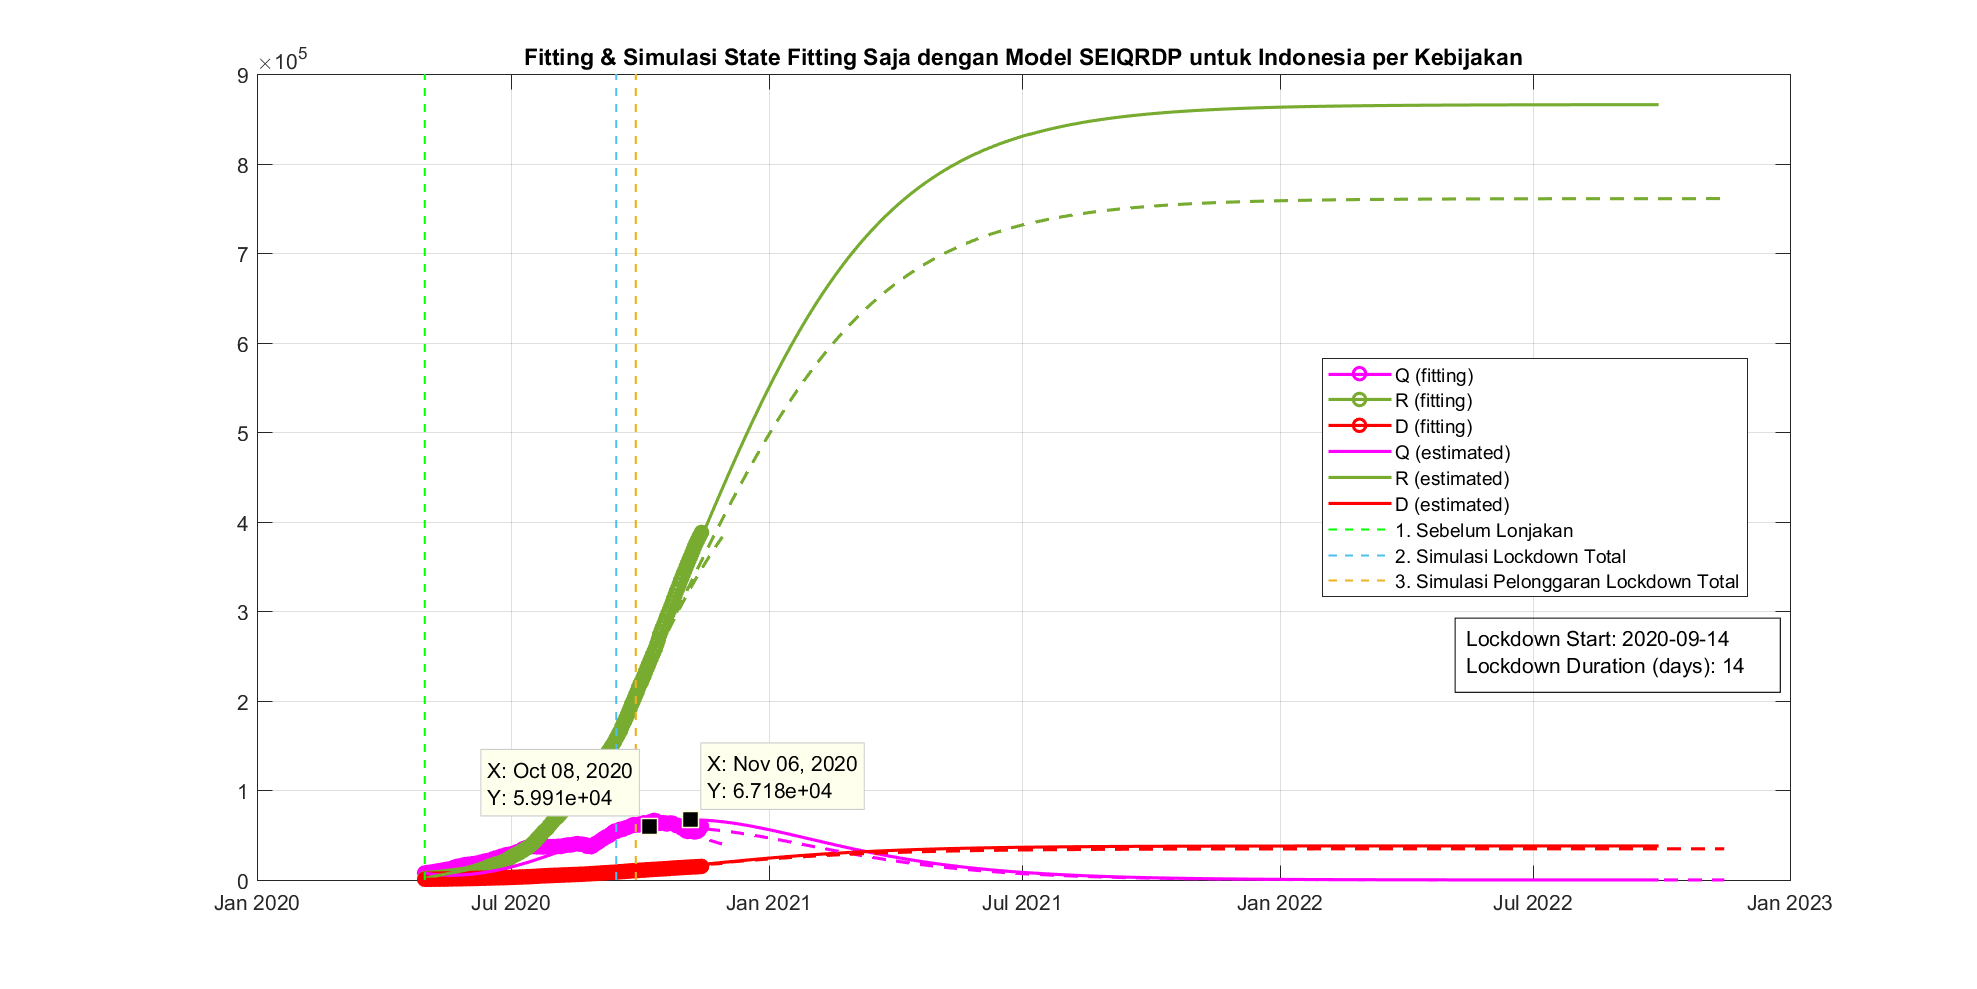 Fitting & Simulasi State Fitting Saja dengan Model SEIQRDP untuk Indonesia per Kebijakan
×10^5
9
8
7
6
5
4
3
2
1
0
Jan 2020
Jul 2020
Jan 2021
Jul 2021
Jan 2022
Jul 2022
Jan 2023
Q (fitting)
R (fitting)
D (fitting)
Q (estimated)
R (estimated)
D (estimated)
1. Sebelum Lonjakan
2. Simulasi Lockdown Total
3. Simulasi Pelonggaran Lockdown Total
Lockdown Start: 2020-09-14
Lockdown Duration (days): 14
X: Oct 08, 2020
Y: 5.991e+04
X: Nov 06, 2020
Y: 6.718e+04